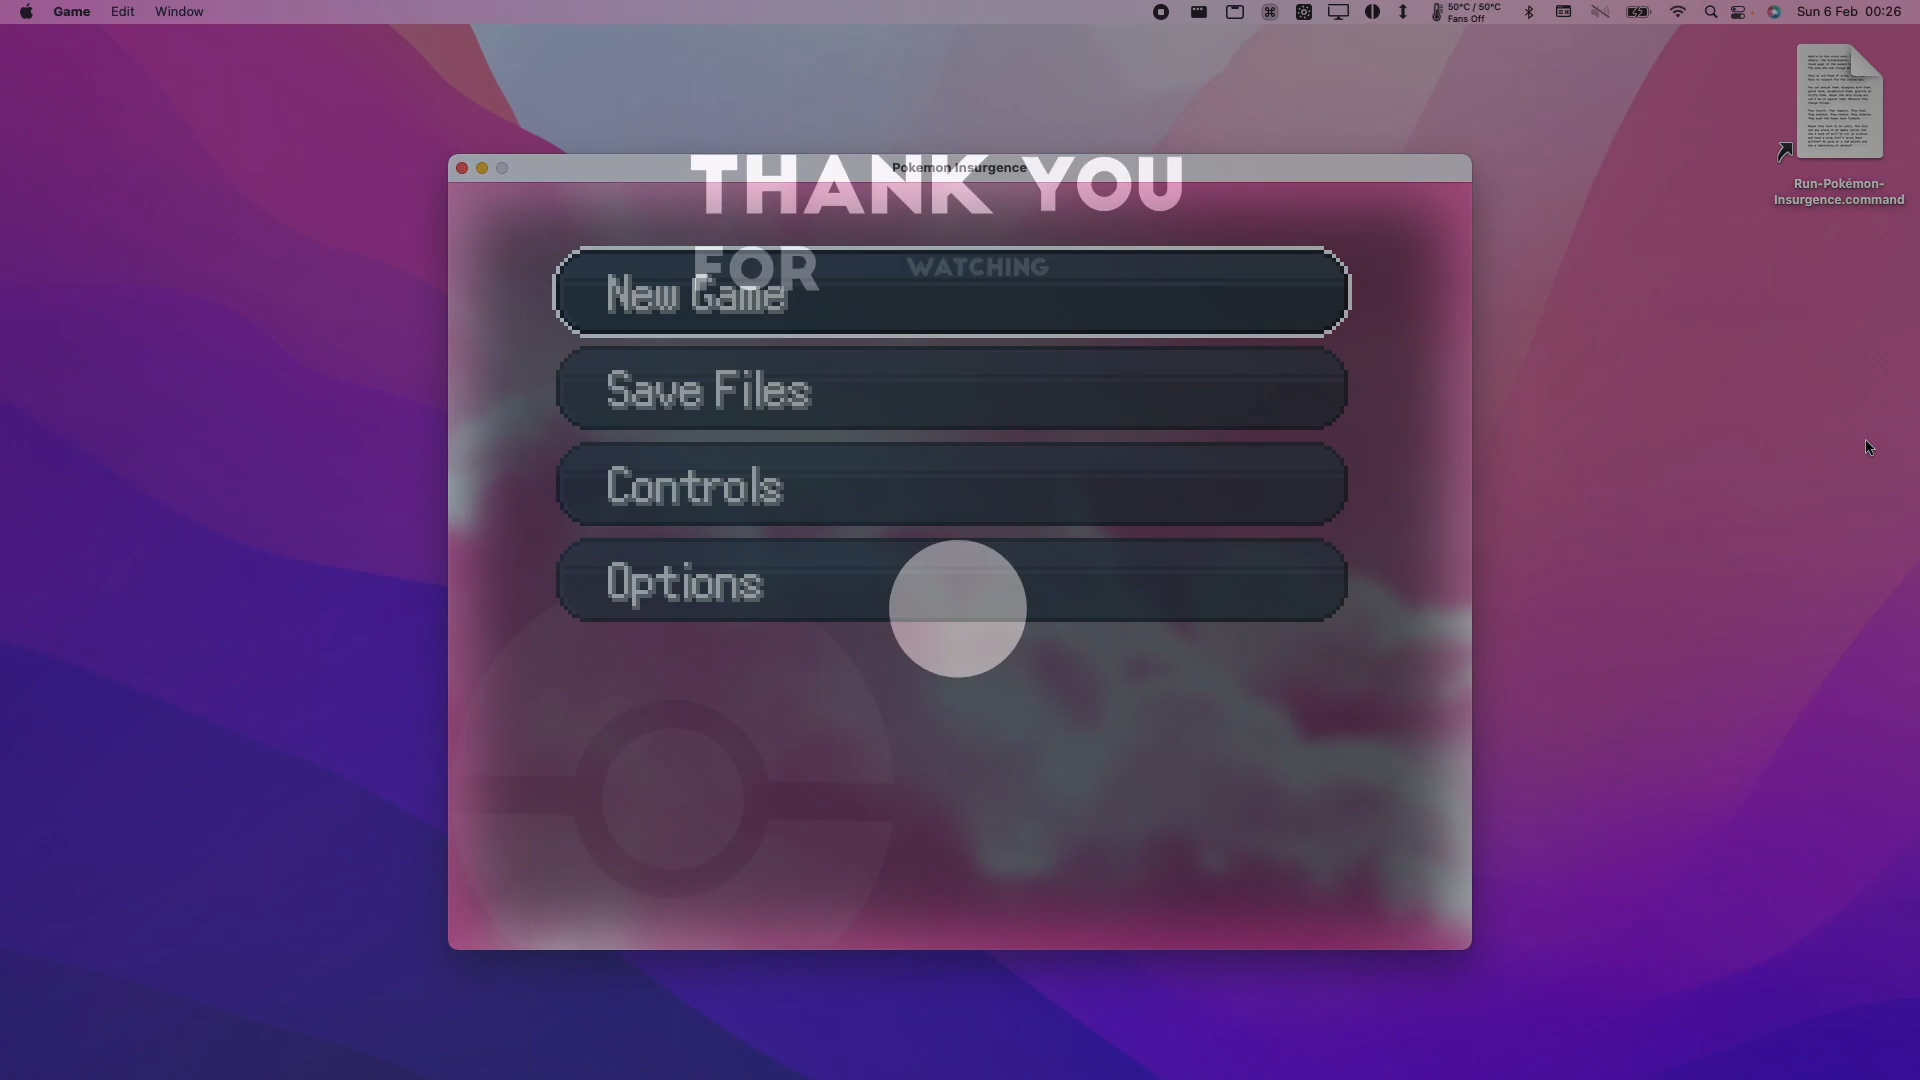 Game Edit Window
50°C / 50°C
Fans Off
Sun 6 Feb 00:26
Run-Pokémon-
Insurgence.command
Pokemon Insurgence
THANK YOU
FOR WATCHING
New Game
Save Files
Controls
Options